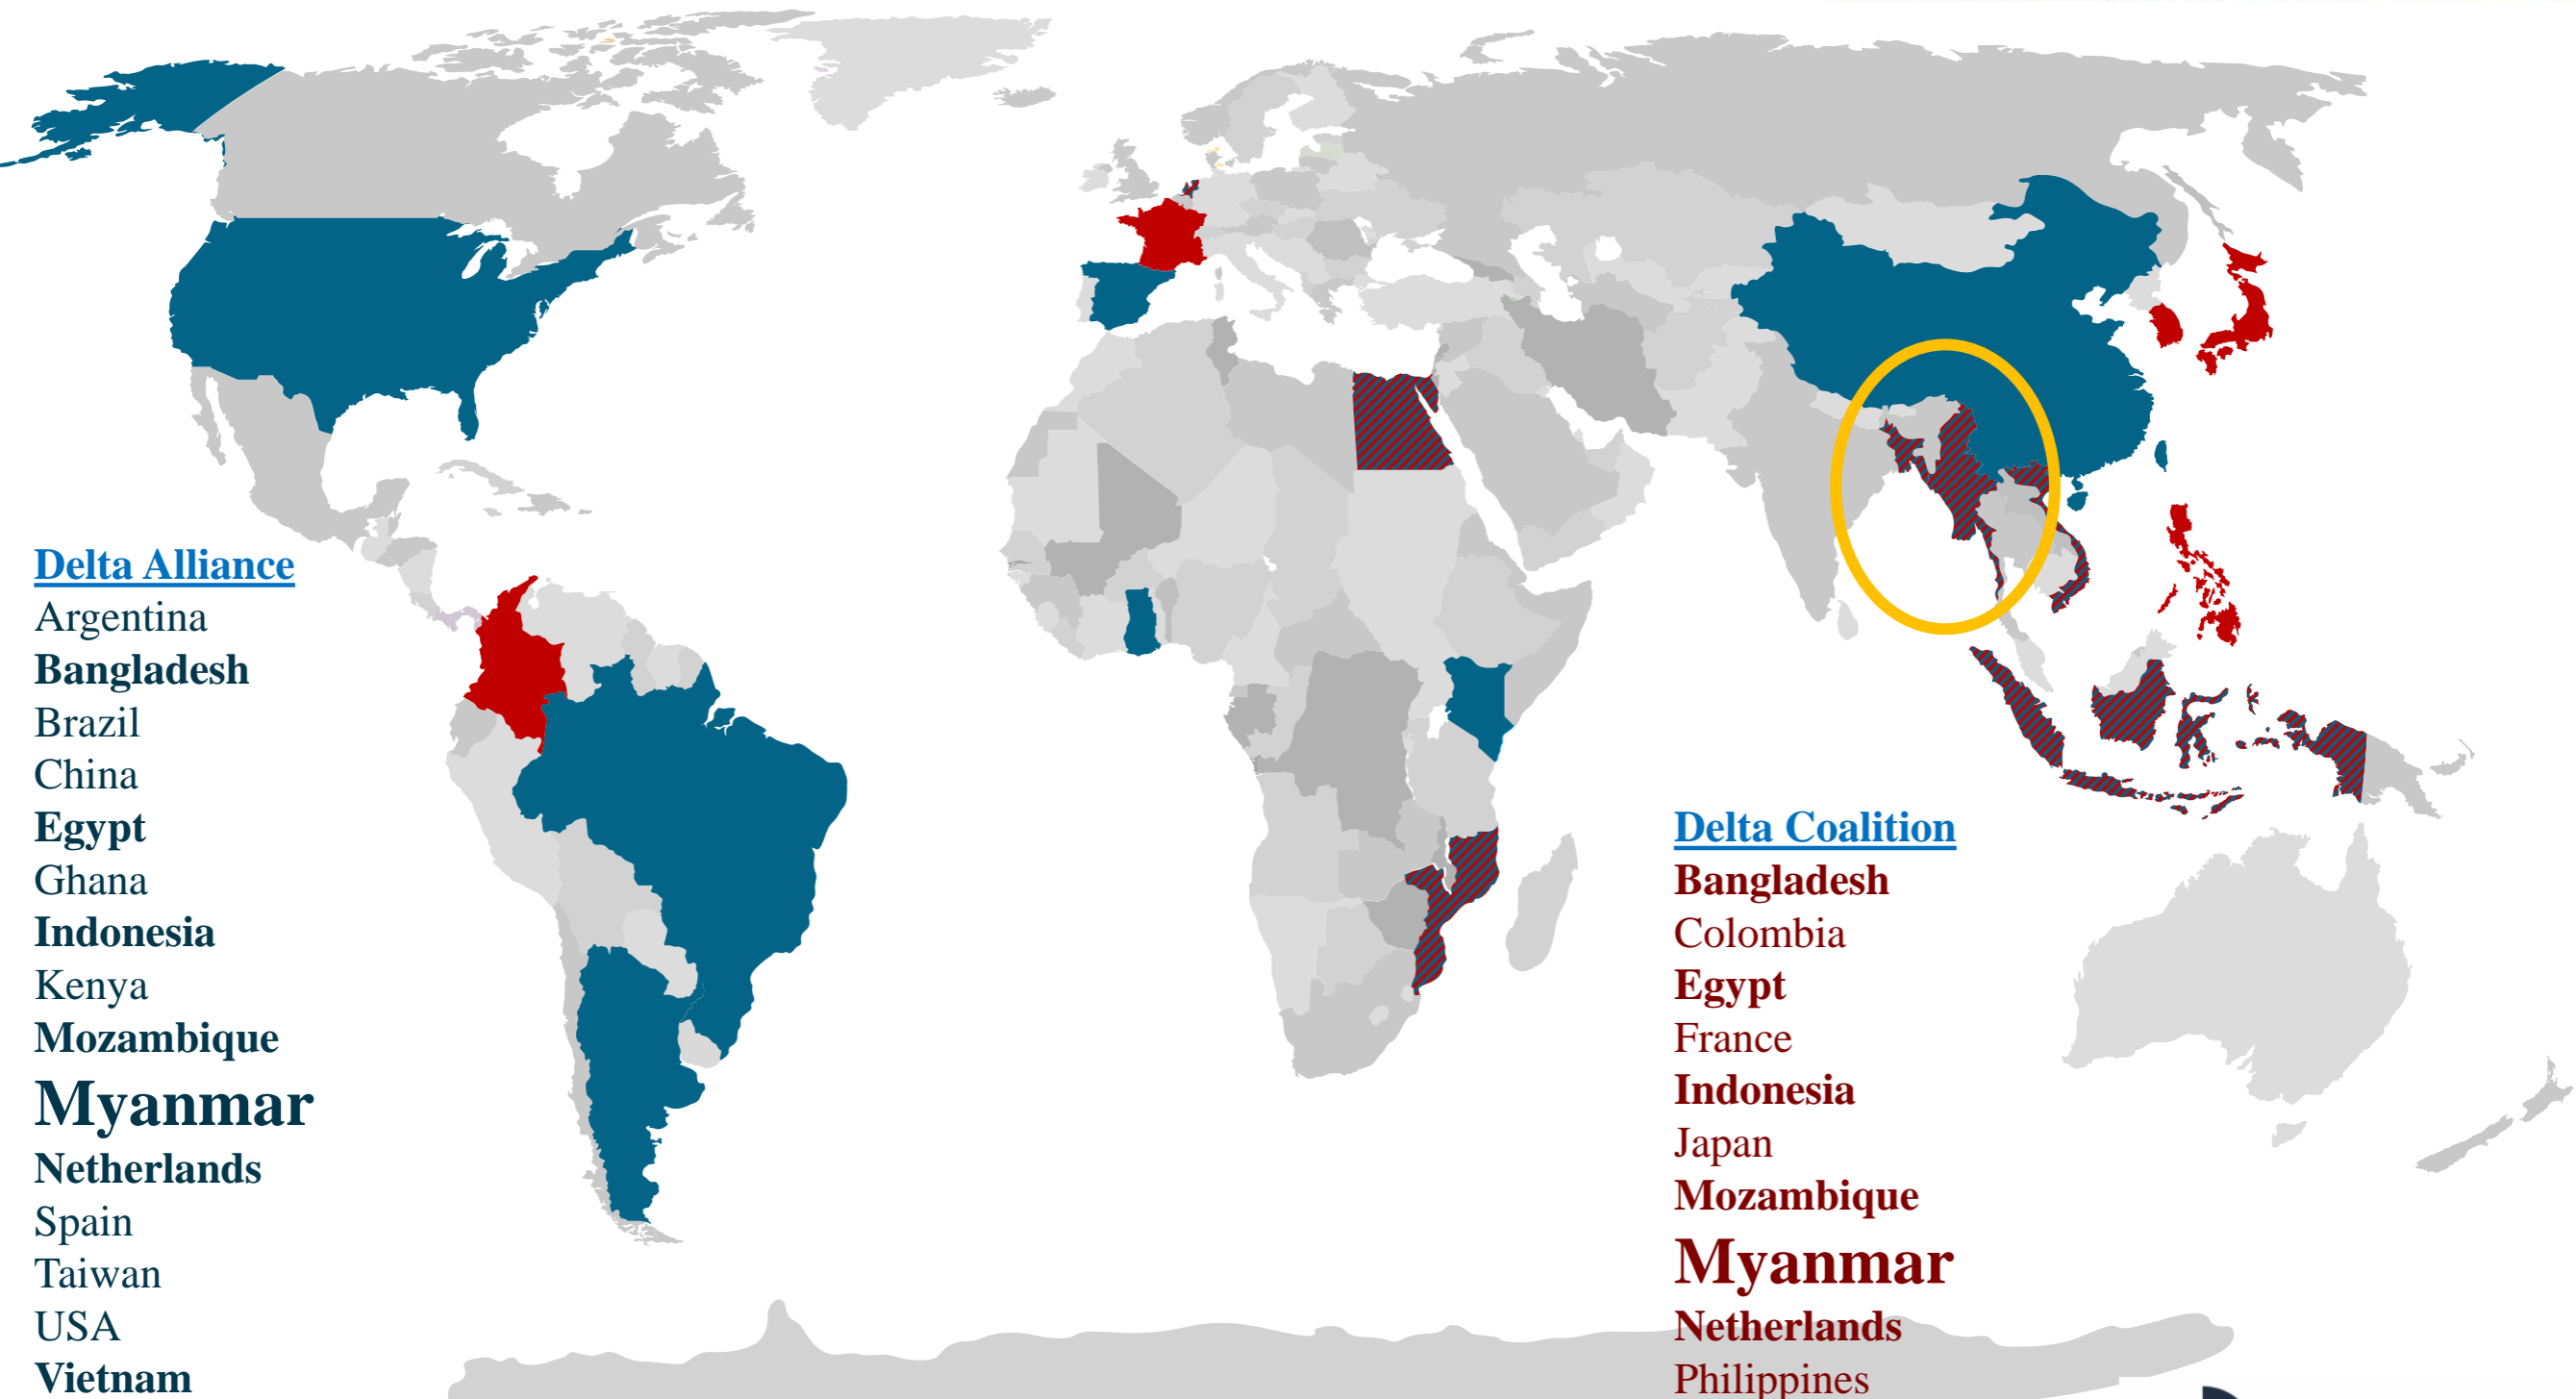 Delta Alliance
Argentina
Bangladesh
Brazil
China
Egypt
Ghana
Indonesia
Kenya
Mozambique
Myanmar
Netherlands
Spain
Taiwan
USA
Vietnam
Delta Coalition
Bangladesh
Colombia
Egypt
France
Indonesia
Japan
Mozambique
Myanmar
Netherlands
Philippines